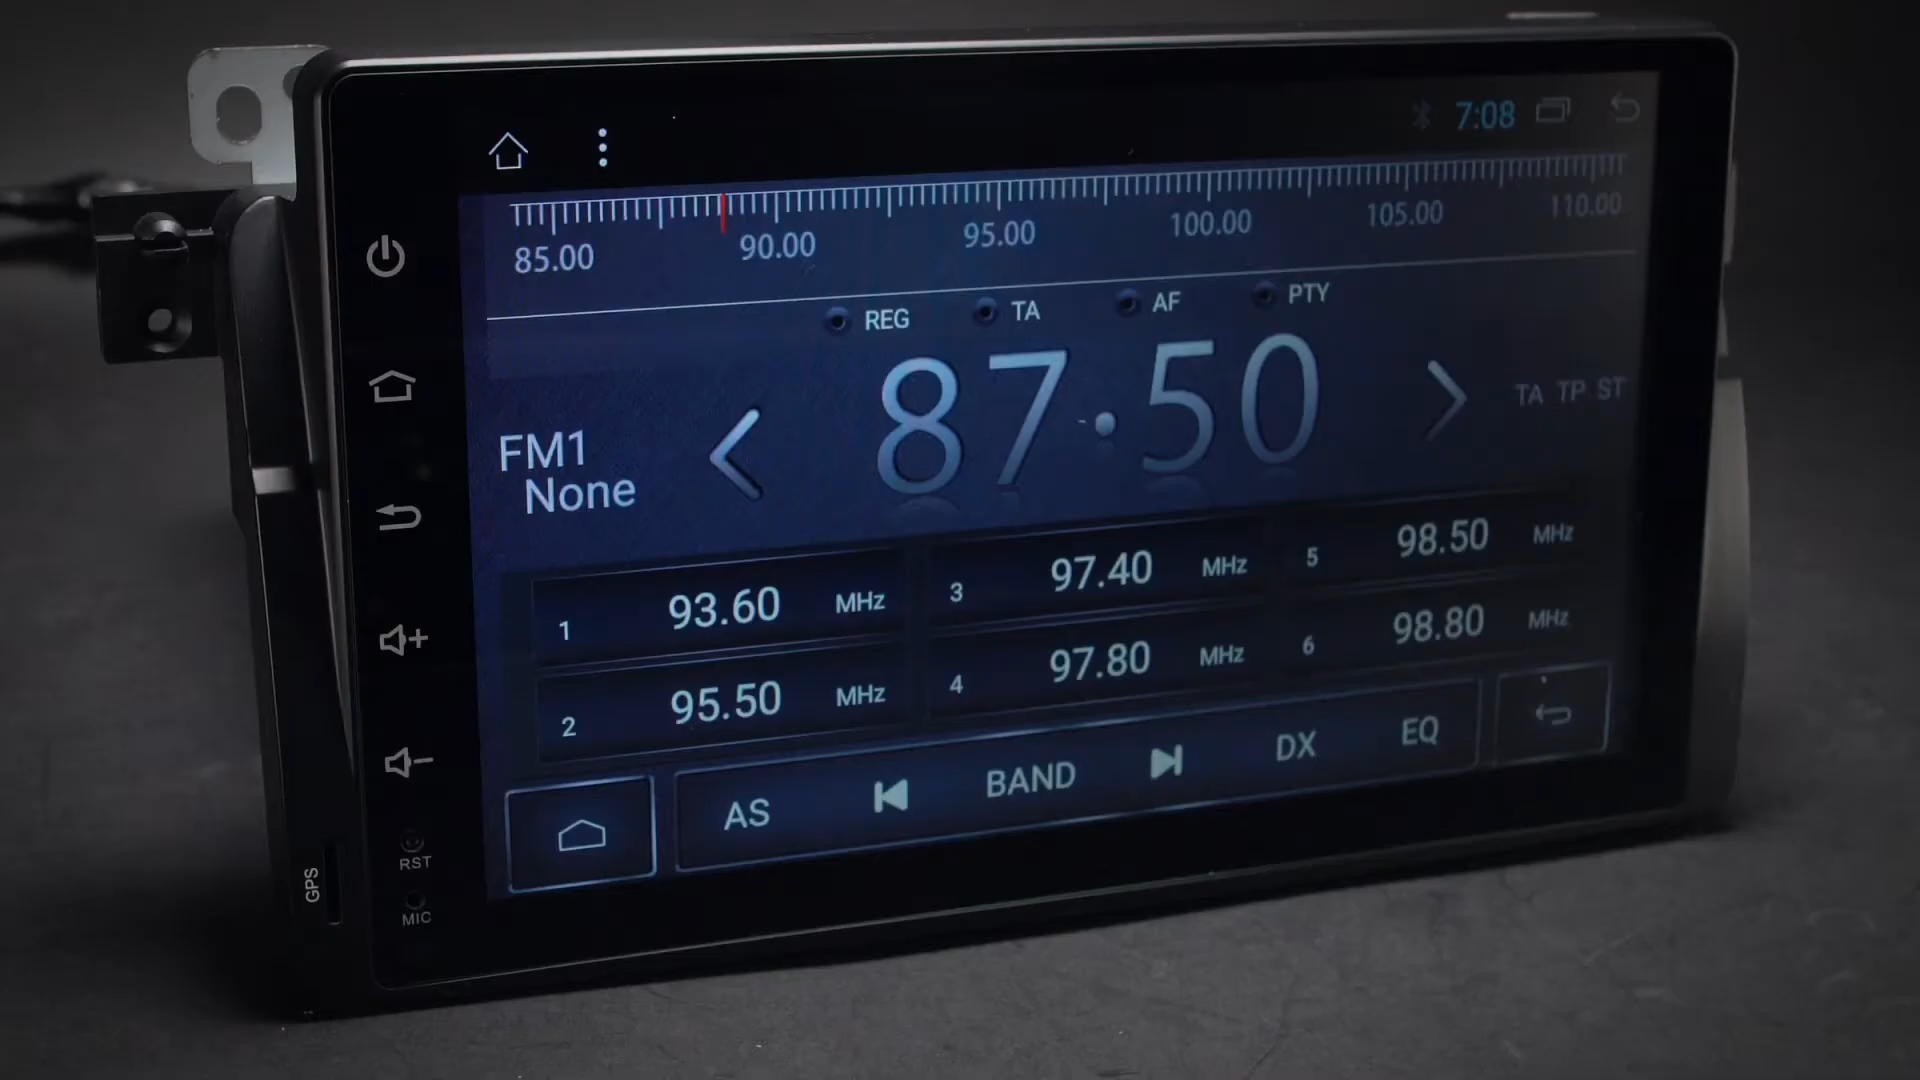 7:08
85.00 90.00 95.00 100.00 105.00 110.00
REG TA AF PTY
FM1
None
87.50
TA TP ST
1 93.60 MHz
3 97.40 MHz
5 98.50 MHz
2 95.50 MHz
4 97.80 MHz
6 98.80 MHz
AS BAND DX EQ
RST
MIC
GPS